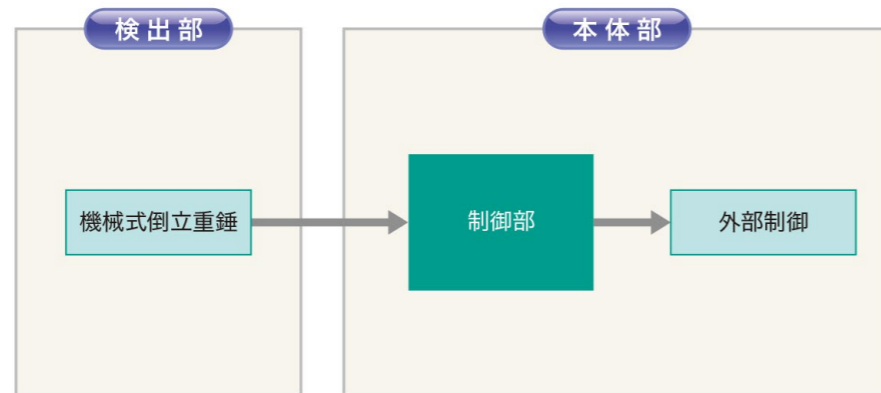 検出部
本体部
機械式倒立重錘
制御部
外部制御